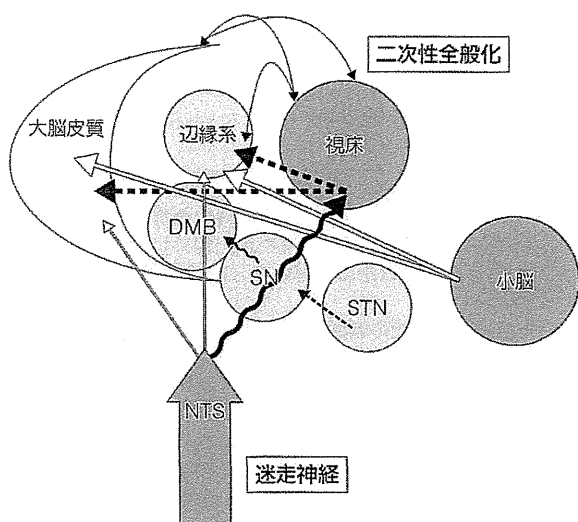 二次性全般化
大脳皮質
辺縁系
視床
DMB
SN
STN
小脳
NTS
迷走神経